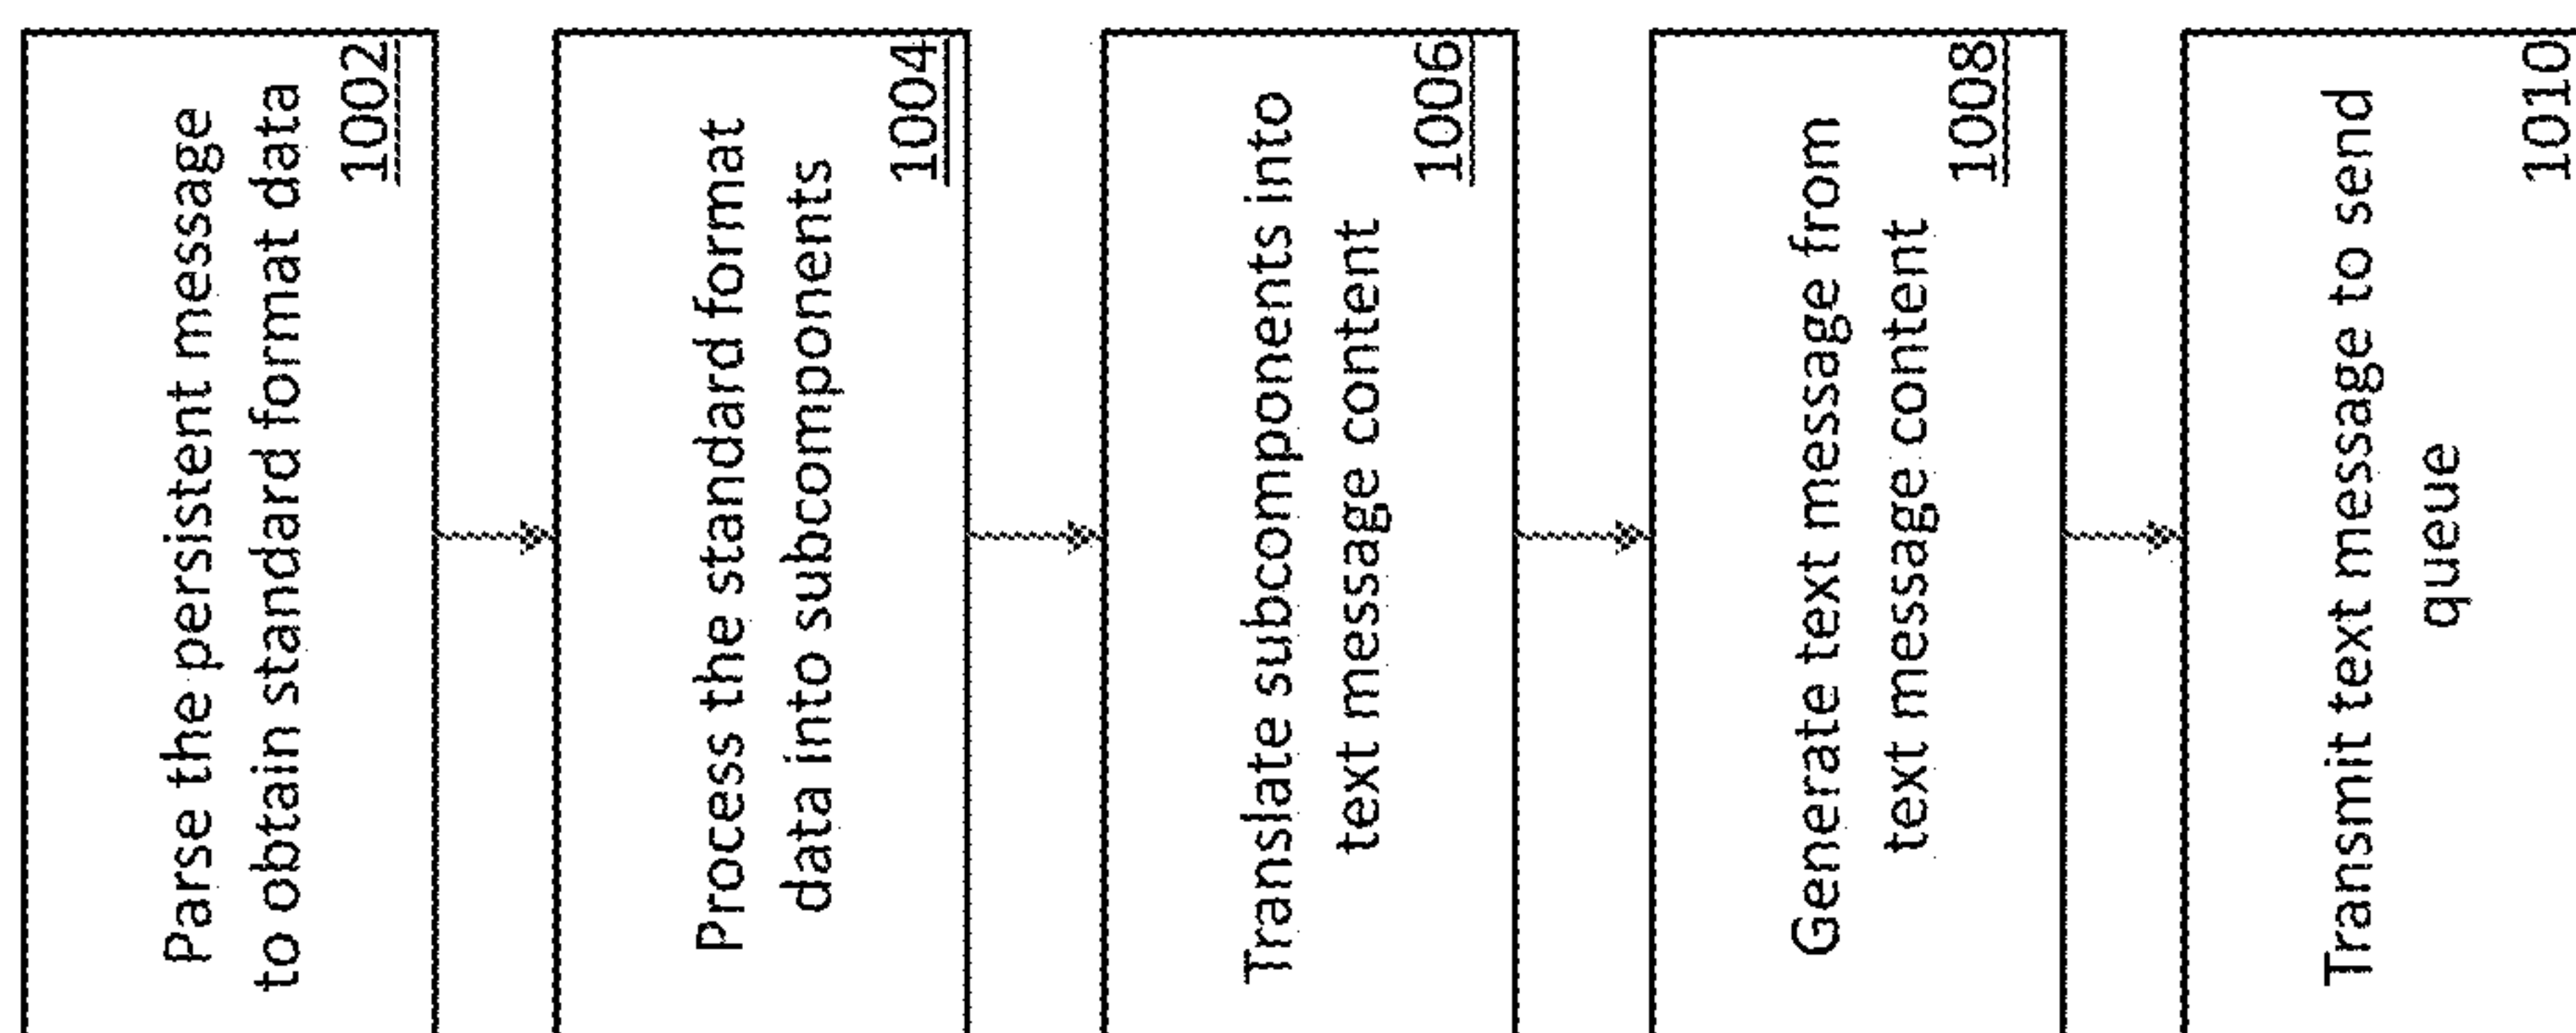 Parse the persistent message
to obtain standard format data
1002
Process the standard format
data into subcomponents
1004
Translate subcomponents into
text message content
1006
Generate text message from
text message content
1008
Transmit text message to send
queue
1010